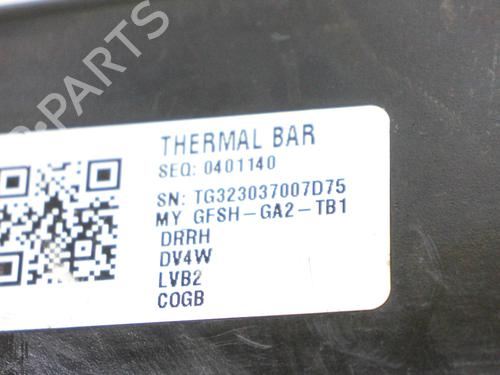 B-PARTS
THERMAL BAR
SEQ: 0401140
SN: TG323037007D75
MY GFSH-GA2-TB1
DRRH
DV4W
LVB2
COGB